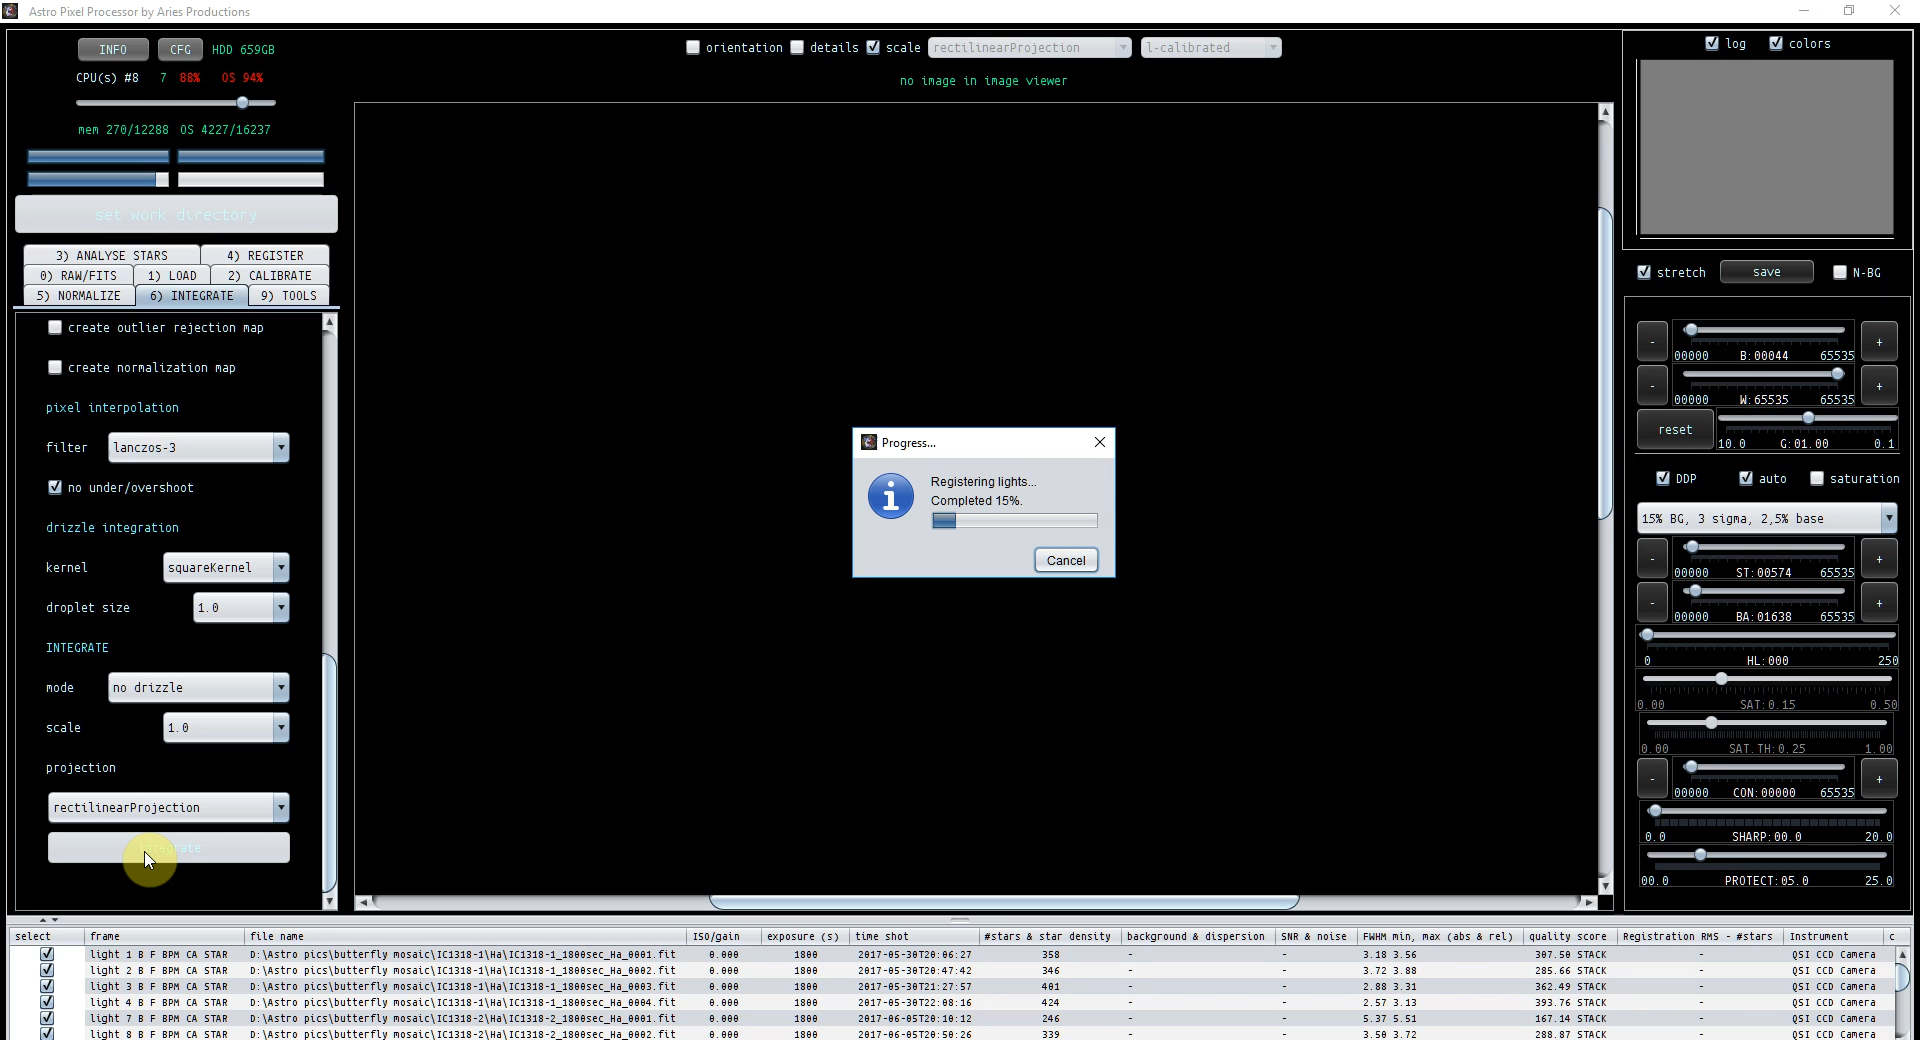 Astro Pixel Processor by Aries Productions
INFO CFG HDD 659GB
CPU(s) #8 7 88% OS 94%
mem 270/12288 OS 4227/16237
set work directory
3) ANALYSE STARS 4) REGISTER
0) RAW/FITS 1) LOAD 2) CALIBRATE
5) NORMALIZE 6) INTEGRATE 9) TOOLS
create outlier rejection map
create normalization map
pixel interpolation
filter lanczos-3
no under/overshoot
drizzle integration
kernel squareKernel
droplet size 1.0
INTEGRATE
mode no drizzle
scale 1.0
projection
rectilinearProjection
integrate
orientation details scale rectilinearProjection l-calibrated
no image in image viewer
Progress...
Registering lights...
Completed 15%.
Cancel
log colors
stretch save N-BG
- +
00000 B:00044 65535
- +
00000 W:65535 65535
reset
10.0 G:01.00 0.1
DDP auto saturation
15% BG, 3 sigma, 2,5% base
- +
00000 ST:00574 65535
- +
00000 BA:01638 65535
0 HL:000 250
0.00 SAT:0.15 0.50
0.00 SAT.TH:0.25 1.00
- +
00000 CON:00000 65535
0.0 SHARP:00.0 20.0
00.0 PROTECT:05.0 25.0
select frame file name ISO/gain exposure (s) time shot #stars & star density background & dispersion SNR & noise FWHM min, max (abs & rel) quality score Registration RMS - #stars Instrument c
light 1 B F BPM CA STAR D:\Astro pics\butterfly mosaic\IC1318-1\Ha\IC1318-1_1800sec_Ha_0001.fit 0.000 1800 2017-05-30T20:06:27 358 - - 3.18 3.56 307.50 STACK - QSI CCD Camera
light 2 B F BPM CA STAR D:\Astro pics\butterfly mosaic\IC1318-1\Ha\IC1318-1_1800sec_Ha_0002.fit 0.000 1800 2017-05-30T20:47:42 346 - - 3.72 3.88 285.66 STACK - QSI CCD Camera
light 3 B F BPM CA STAR D:\Astro pics\butterfly mosaic\IC1318-1\Ha\IC1318-1_1800sec_Ha_0003.fit 0.000 1800 2017-05-30T21:27:57 401 - - 2.88 3.31 362.49 STACK - QSI CCD Camera
light 4 B F BPM CA STAR D:\Astro pics\butterfly mosaic\IC1318-1\Ha\IC1318-1_1800sec_Ha_0004.fit 0.000 1800 2017-05-30T22:08:16 424 - - 2.57 3.13 393.76 STACK - QSI CCD Camera
light 7 B F BPM CA STAR D:\Astro pics\butterfly mosaic\IC1318-2\Ha\IC1318-2_1800sec_Ha_0001.fit 0.000 1800 2017-06-05T20:10:12 246 - - 5.37 5.51 167.14 STACK - QSI CCD Camera
light 8 B F BPM CA STAR D:\Astro pics\butterfly mosaic\IC1318-2\Ha\IC1318-2_1800sec_Ha_0002.fit 0.000 1800 2017-06-05T20:50:26 339 - - 3.50 3.72 288.87 STACK - QSI CCD Camera